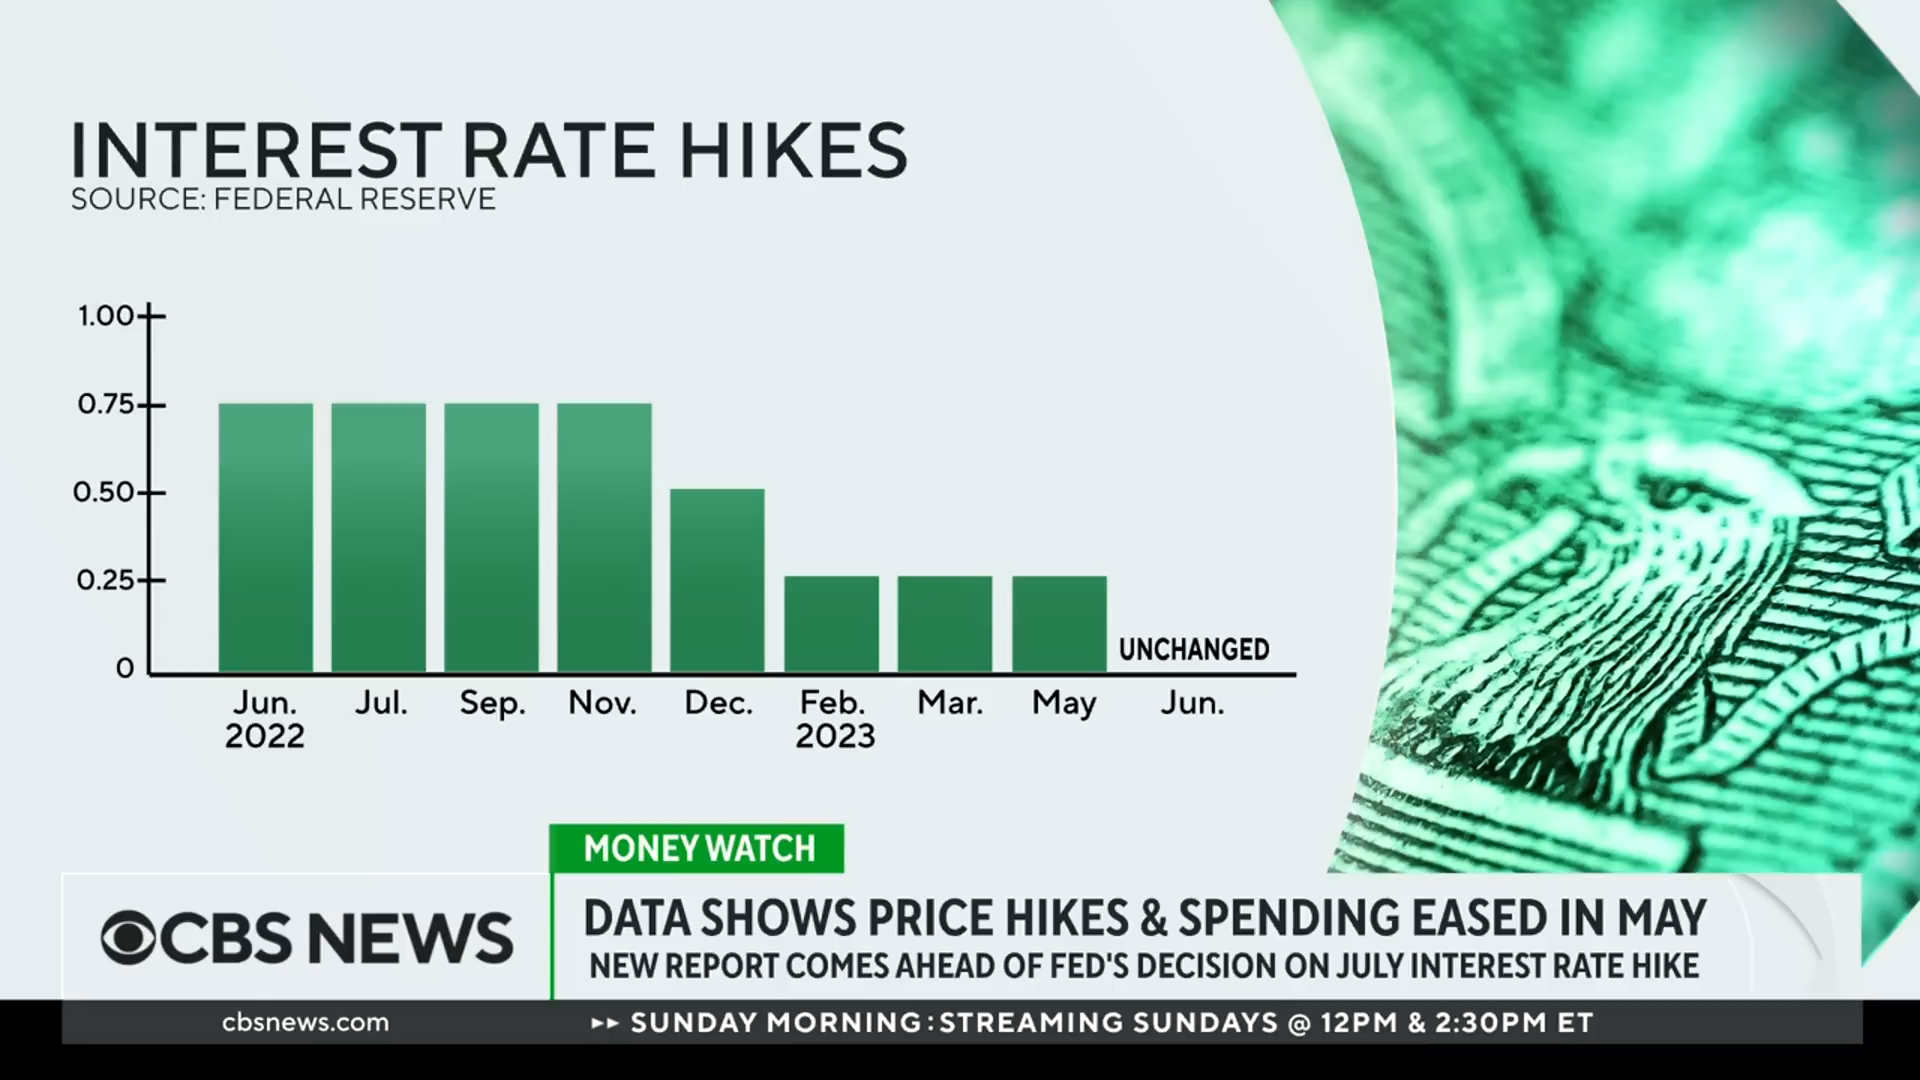 INTEREST RATE HIKES
SOURCE: FEDERAL RESERVE
1.00
0.75
0.50
0.25
0
UNCHANGED
Jun. Jul. Sep. Nov. Dec. Feb. Mar. May Jun.
2022 2023
MONEY WATCH
CBS NEWS
DATA SHOWS PRICE HIKES & SPENDING EASED IN MAY
NEW REPORT COMES AHEAD OF FED'S DECISION ON JULY INTEREST RATE HIKE
cbsnews.com
SUNDAY MORNING: STREAMING SUNDAYS @ 12PM & 2:30PM ET